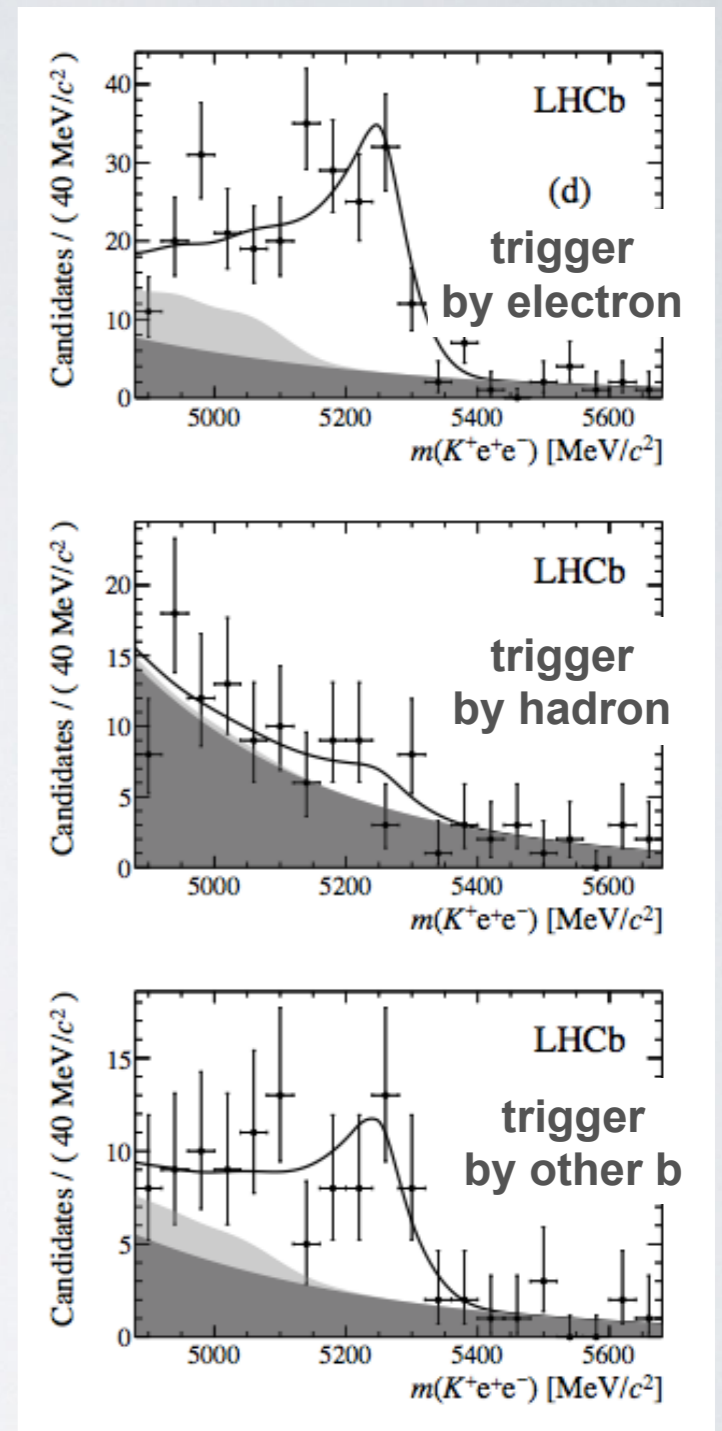 40
30
20
10
0
Candidates / ( 40 MeV/c² )
LHCb
(d)
trigger
by electron
5000 5200 5400 5600
m(K⁺e⁺e⁻) [MeV/c²]
20
15
10
5
0
Candidates / ( 40 MeV/c² )
LHCb
trigger
by hadron
5000 5200 5400 5600
m(K⁺e⁺e⁻) [MeV/c²]
15
10
5
0
Candidates / ( 40 MeV/c² )
LHCb
trigger
by other b
5000 5200 5400 5600
m(K⁺e⁺e⁻) [MeV/c²]